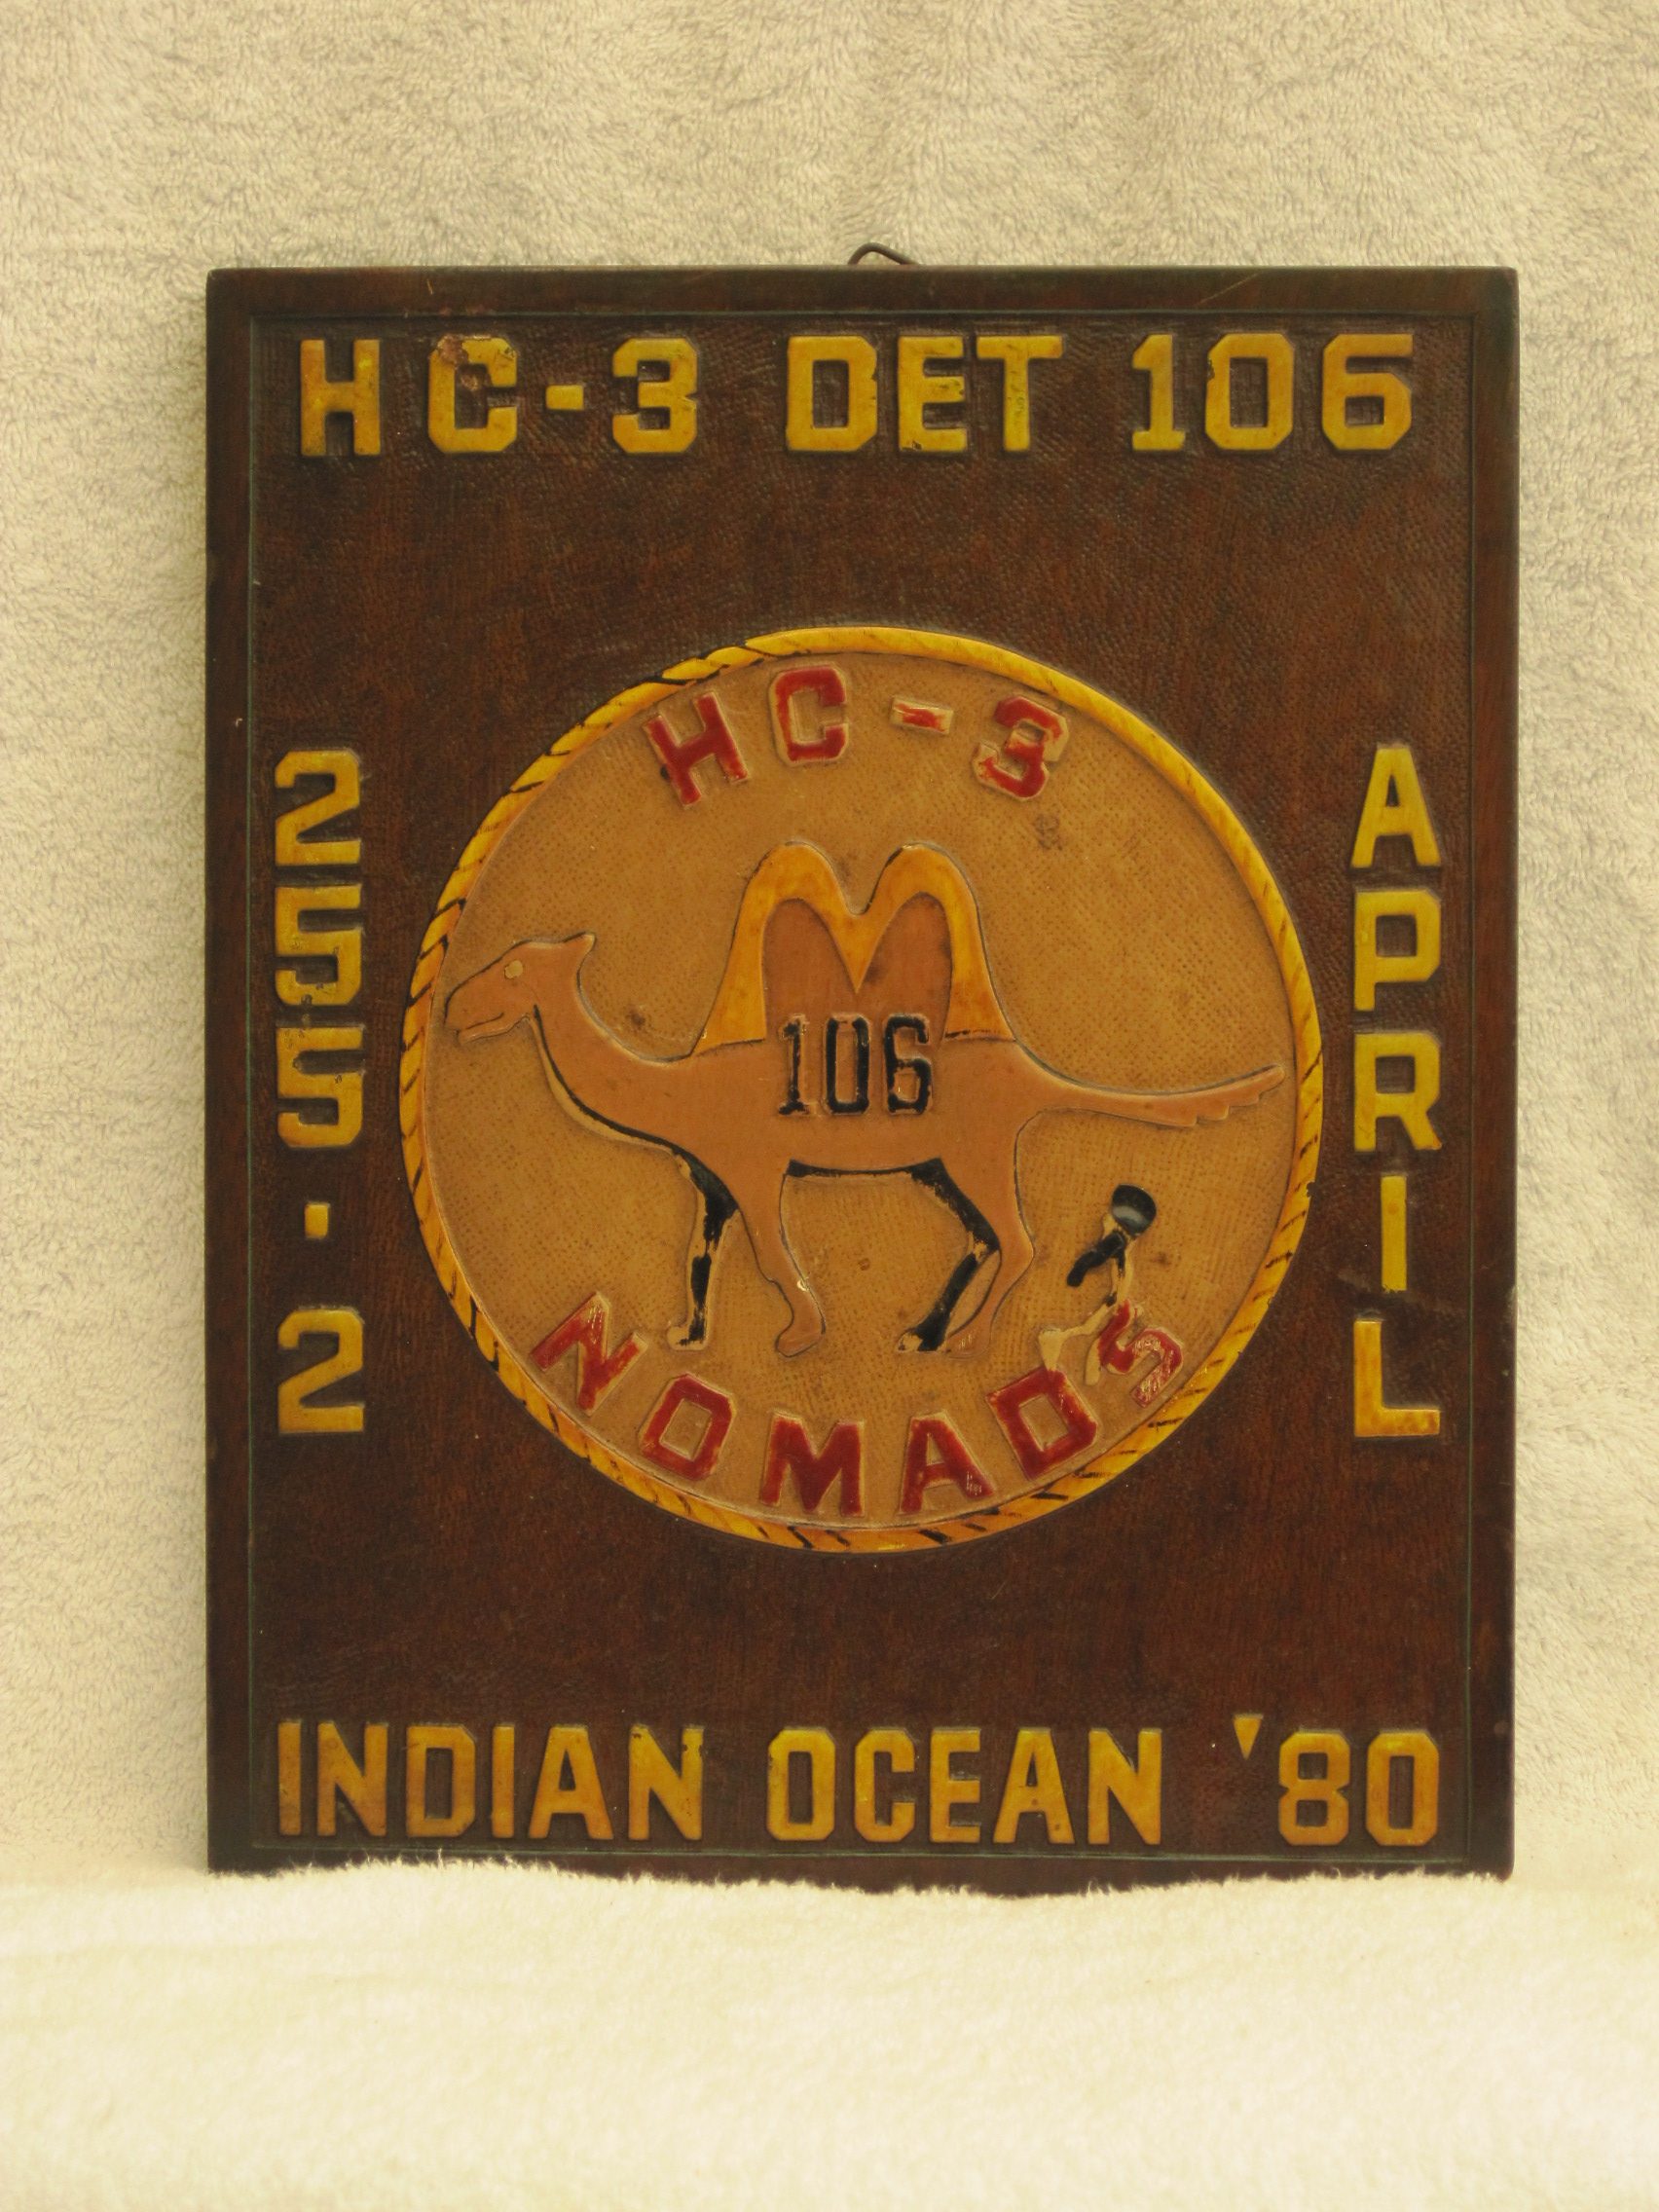 HC-3 DET 106
255.2
APRIL
HC-3
M
106
NOMADS
INDIAN OCEAN '80